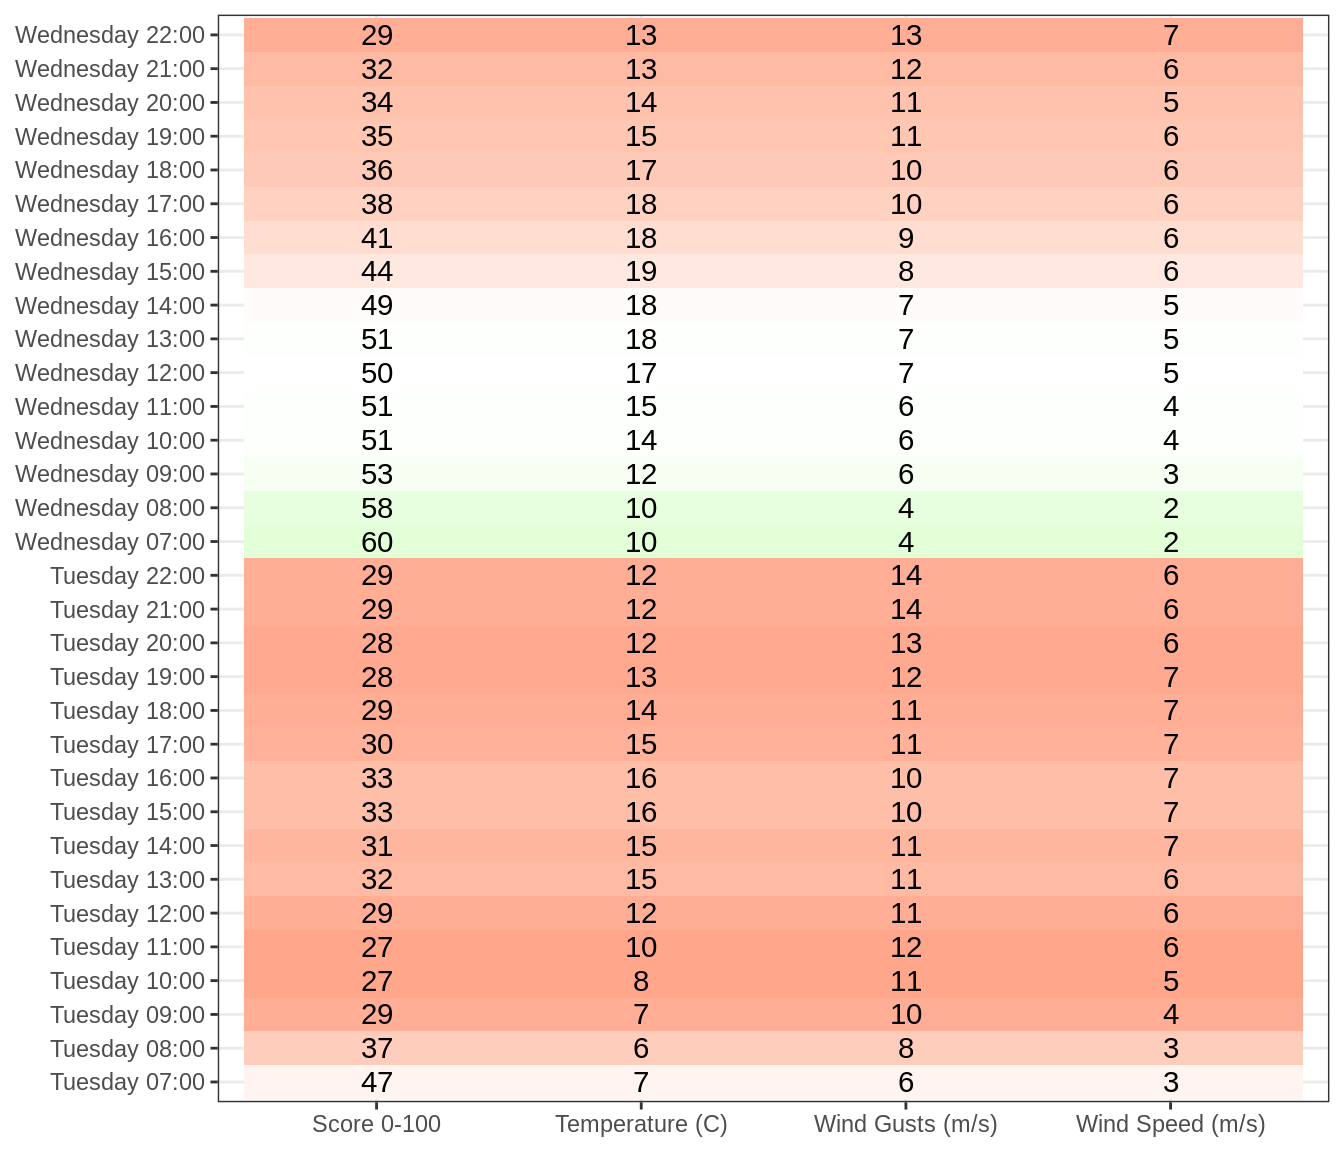 Wednesday 22:00 29 13 13 7
Wednesday 21:00 32 13 12 6
Wednesday 20:00 34 14 11 5
Wednesday 19:00 35 15 11 6
Wednesday 18:00 36 17 10 6
Wednesday 17:00 38 18 10 6
Wednesday 16:00 41 18 9 6
Wednesday 15:00 44 19 8 6
Wednesday 14:00 49 18 7 5
Wednesday 13:00 51 18 7 5
Wednesday 12:00 50 17 7 5
Wednesday 11:00 51 15 6 4
Wednesday 10:00 51 14 6 4
Wednesday 09:00 53 12 6 3
Wednesday 08:00 58 10 4 2
Wednesday 07:00 60 10 4 2
Tuesday 22:00 29 12 14 6
Tuesday 21:00 29 12 14 6
Tuesday 20:00 28 12 13 6
Tuesday 19:00 28 13 12 7
Tuesday 18:00 29 14 11 7
Tuesday 17:00 30 15 11 7
Tuesday 16:00 33 16 10 7
Tuesday 15:00 33 16 10 7
Tuesday 14:00 31 15 11 7
Tuesday 13:00 32 15 11 6
Tuesday 12:00 29 12 11 6
Tuesday 11:00 27 10 12 6
Tuesday 10:00 27 8 11 5
Tuesday 09:00 29 7 10 4
Tuesday 08:00 37 6 8 3
Tuesday 07:00 47 7 6 3
Score 0-100 Temperature (C) Wind Gusts (m/s) Wind Speed (m/s)